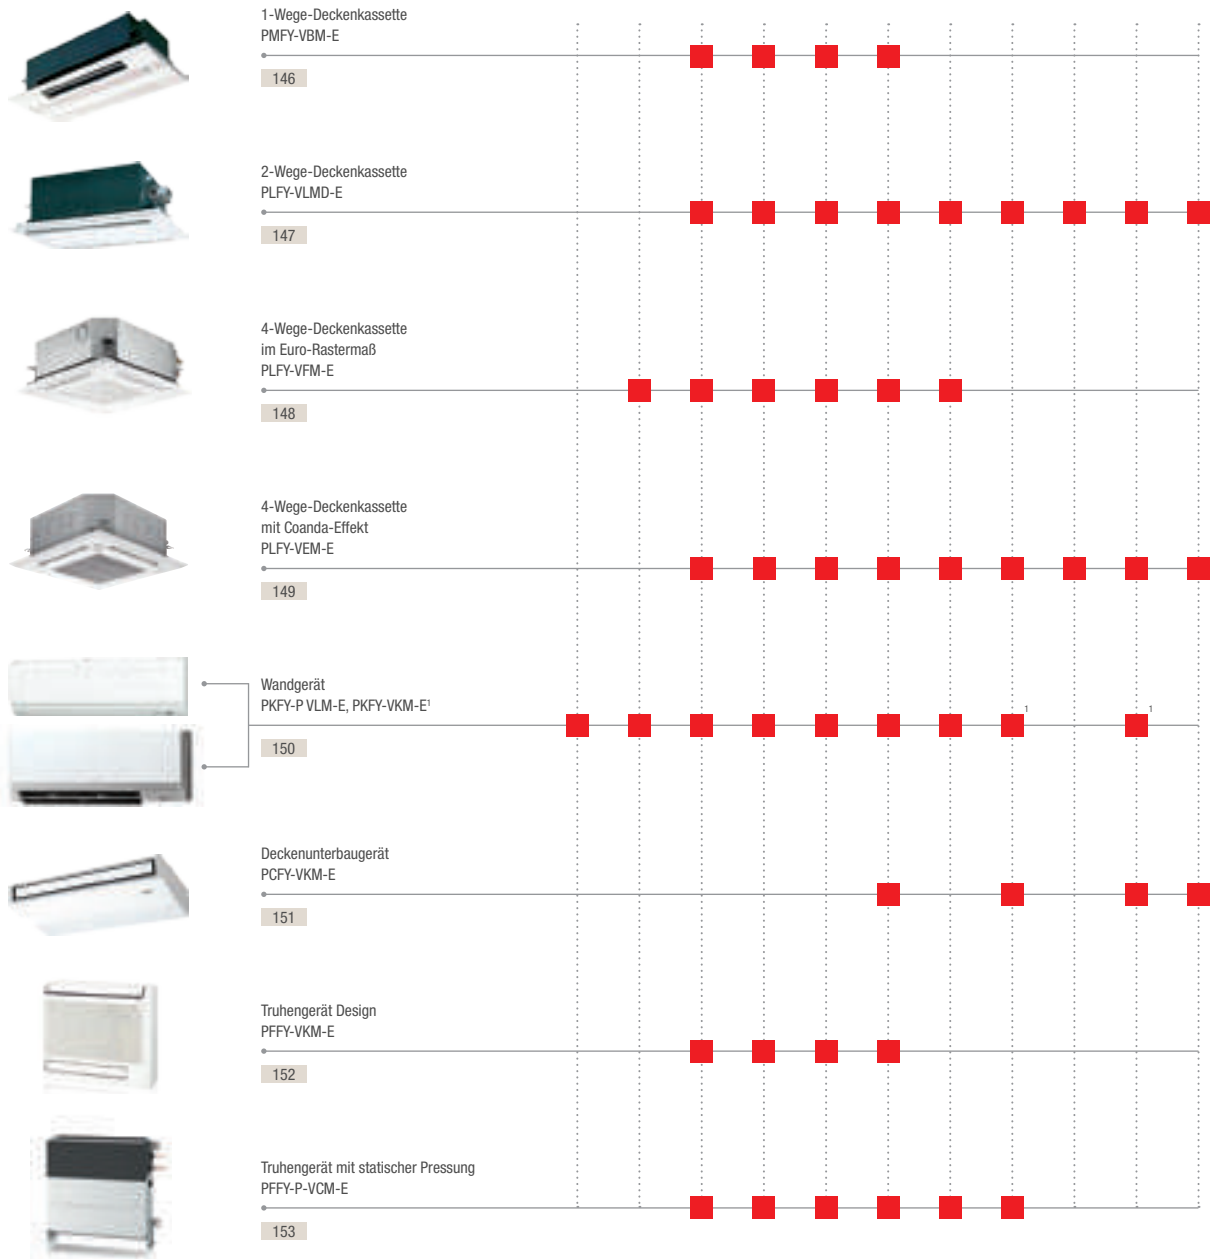 1-Wege-Deckenkassette
PMFY-VBM-E
146
2-Wege-Deckenkassette
PLFY-VLMD-E
147
4-Wege-Deckenkassette
im Euro-Rastermaß
PLFY-VFM-E
148
4-Wege-Deckenkassette
mit Coanda-Effekt
PLFY-VEM-E
149
Wandgerät
PKFY-P VLM-E, PKFY-VKM-E¹
1 1
150
Deckenunterbaugerät
PCFY-VKM-E
151
Truhengerät Design
PFFY-VKM-E
152
Truhengerät mit statischer Pressung
PFFY-P-VCM-E
153